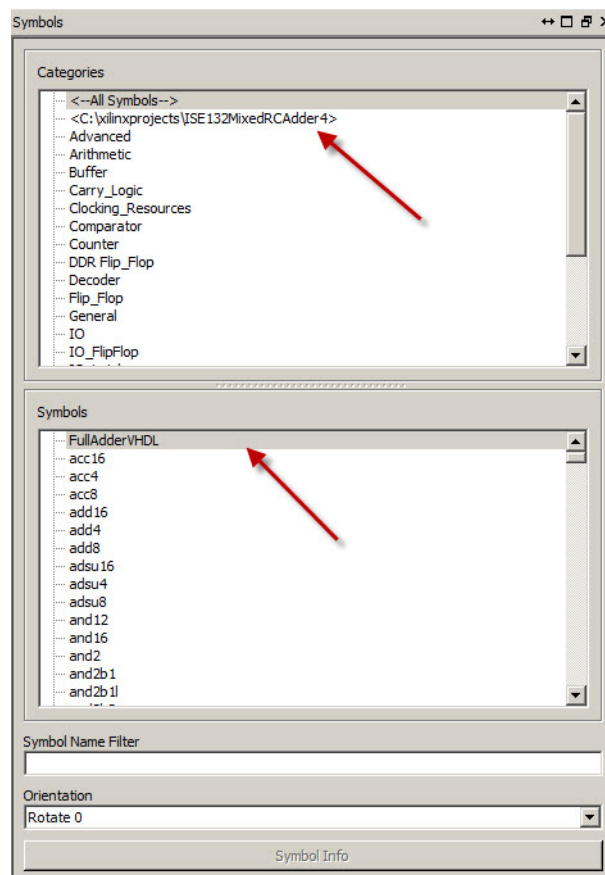 Symbols
Categories
<--All Symbols-->
<C:\xilinxprojects\ISE132MixedRCAdder4>
Advanced
Arithmetic
Buffer
Carry_Logic
Clocking_Resources
Comparator
Counter
DDR Flip_Flop
Decoder
Flip_Flop
General
IO
IO_FlipFlop
Symbols
FullAdderVHDL
acc16
acc4
acc8
add16
add4
add8
adsu16
adsu4
adsu8
and12
and16
and2
and2b1
and2b1l
Symbol Name Filter
Orientation
Rotate 0
Symbol Info